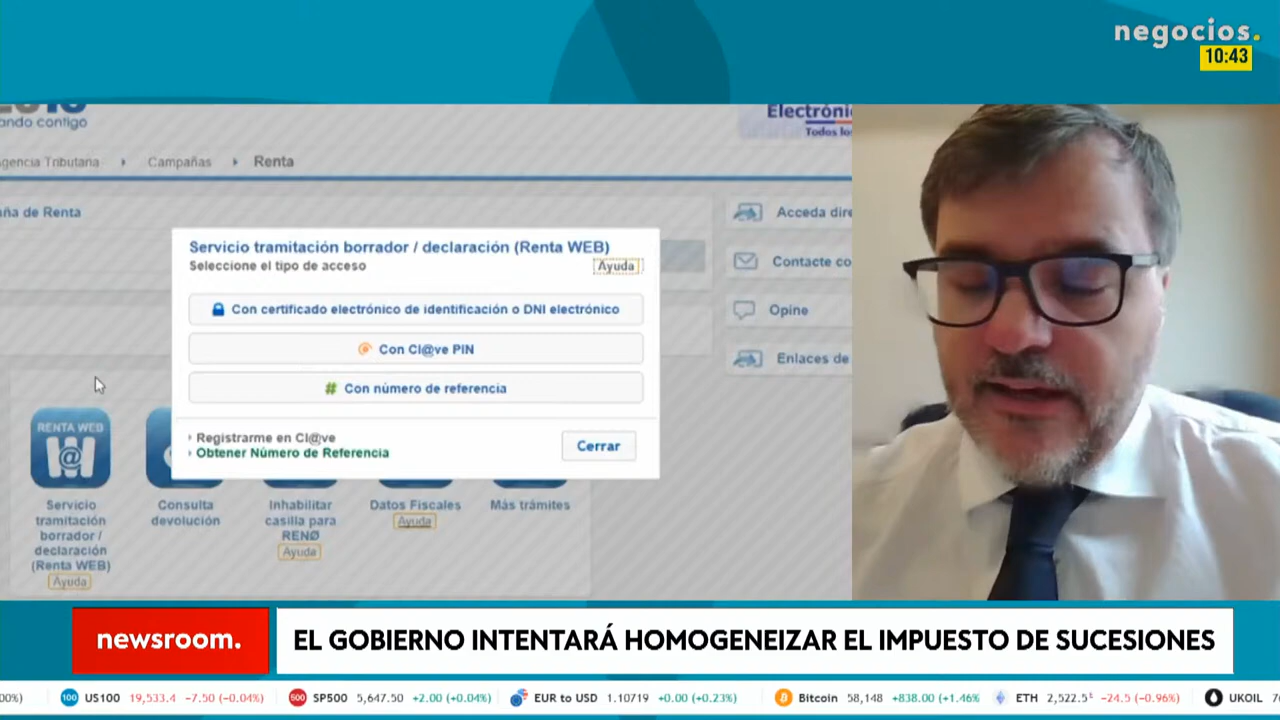 negocios.
10:43
ando contigo
Electróni
Todos los
gencia Tributaria
Campañas
Renta
ña de Renta
Servicio tramitación borrador / declaración (Renta WEB)
Seleccione el tipo de acceso
Ayuda
Con certificado electrónico de identificación o DNI electrónico
Con Cl@ve PIN
# Con número de referencia
Registrarme en Cl@ve
Obtener Número de Referencia
Cerrar
Acceda dire
Contacte co
Opine
Enlaces de
RENTA WEB
Servicio
tramitación
borrador /
declaración
(Renta WEB)
Ayuda
Consulta
devolución
Inhabilitar
casilla para
RENØ
Ayuda
Datos Fiscales
Ayuda
Más trámites
newsroom.
EL GOBIERNO INTENTARÁ HOMOGENEIZAR EL IMPUESTO DE SUCESIONES
00%) 100 US100 19,533.4 −7.50 (−0.04%) 500 SP500 5,647.50 +2.00 (+0.04%) EUR to USD 1.10719 +0.00 (+0.23%) Bitcoin 58,148 +838.00 (+1.46% ETH 2,522.5 −24.5 (−0.96%) UKOIL